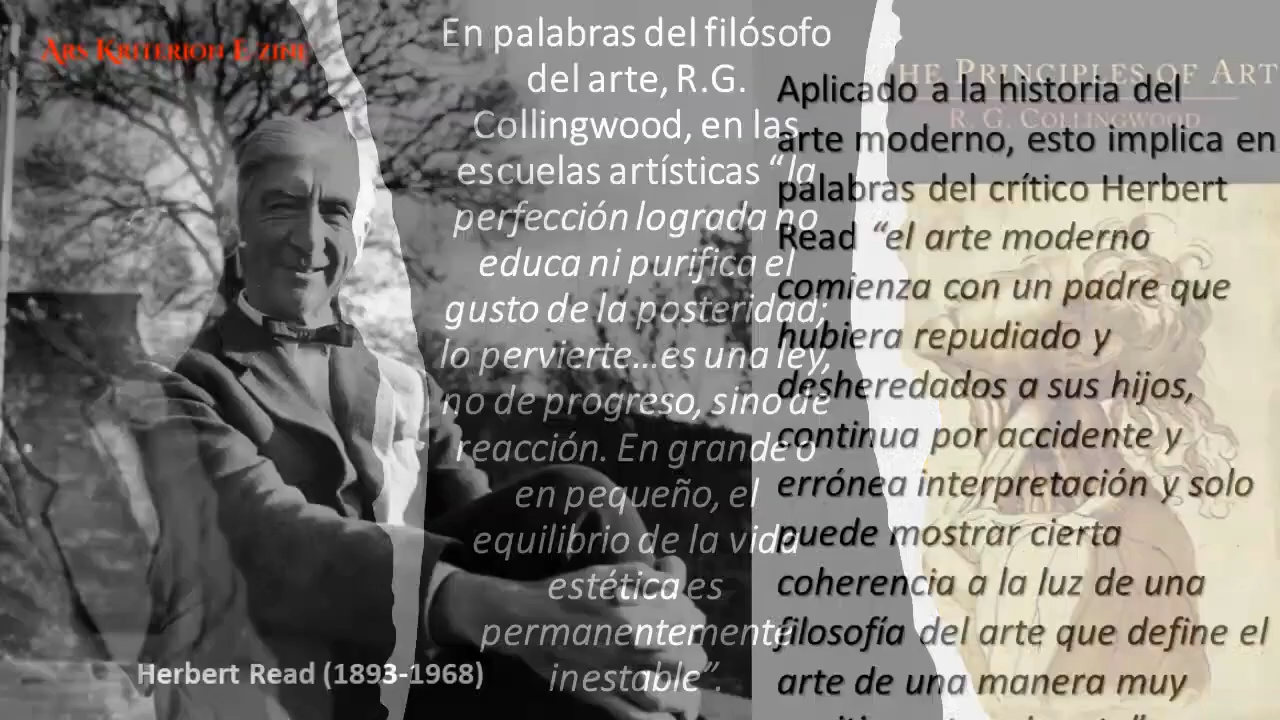 ARS KRITERION E-ZINE
En palabras del filósofo
del arte, R.G.
Collingwood, en las
escuelas artísticas “la
perfección lograda no
educa ni purifica el
gusto de la posteridad;
lo pervierte...es una ley,
no de progreso, sino de
reacción. En grande o
en pequeño, el
equilibrio de la vida
estética es
permanentemente
inestable”.
THE PRINCIPLES OF ART
R. G. COLLINGWOOD
Aplicado a la historia del
arte moderno, esto implica en
palabras del crítico Herbert
Read “el arte moderno
comienza con un padre que
hubiera repudiado y
desheredados a sus hijos,
continua por accidente y
errónea interpretación y solo
puede mostrar cierta
coherencia a la luz de una
filosofía del arte que define el
arte de una manera muy
Herbert Read (1893-1968)